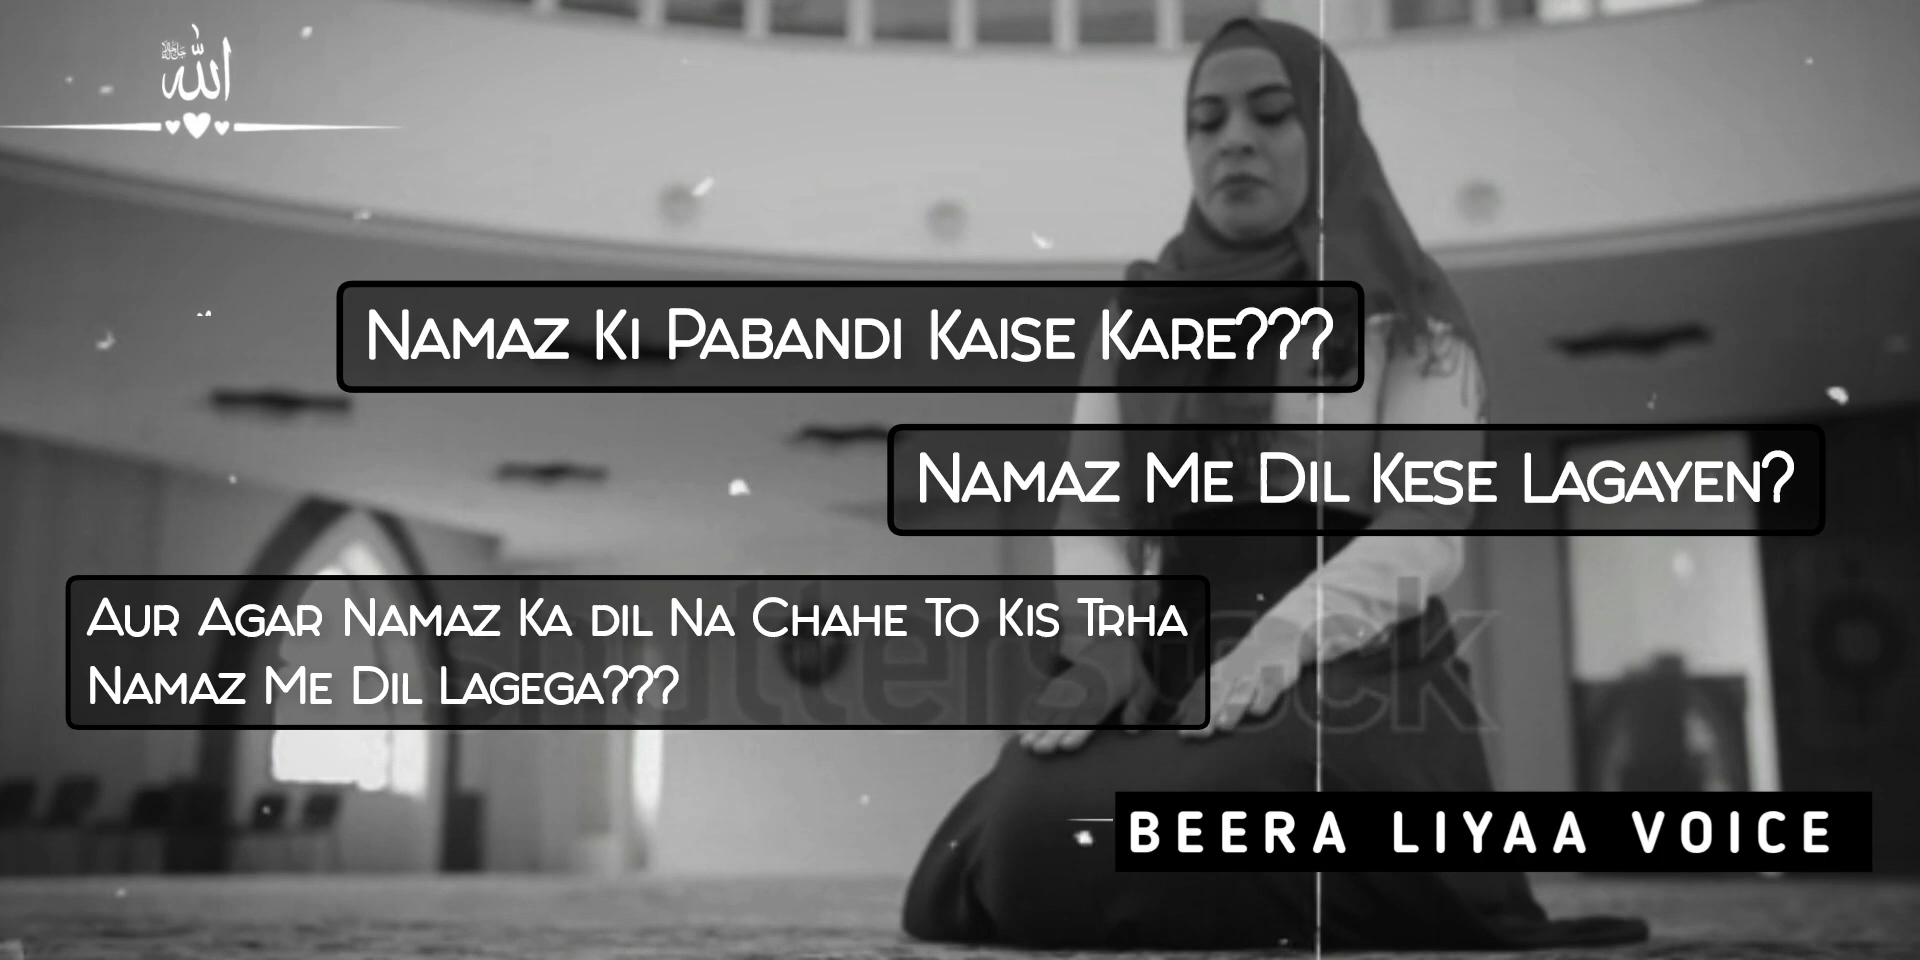 الله
NAMAZ KI PABANDI KAISE KARE???
NAMAZ ME DIL KESE LAGAYEN?
AUR AGAR NAMAZ KA DIL NA CHAHE TO KIS TRHA
NAMAZ ME DIL LAGEGA???
shutterstock
BEERA LIYAA VOICE